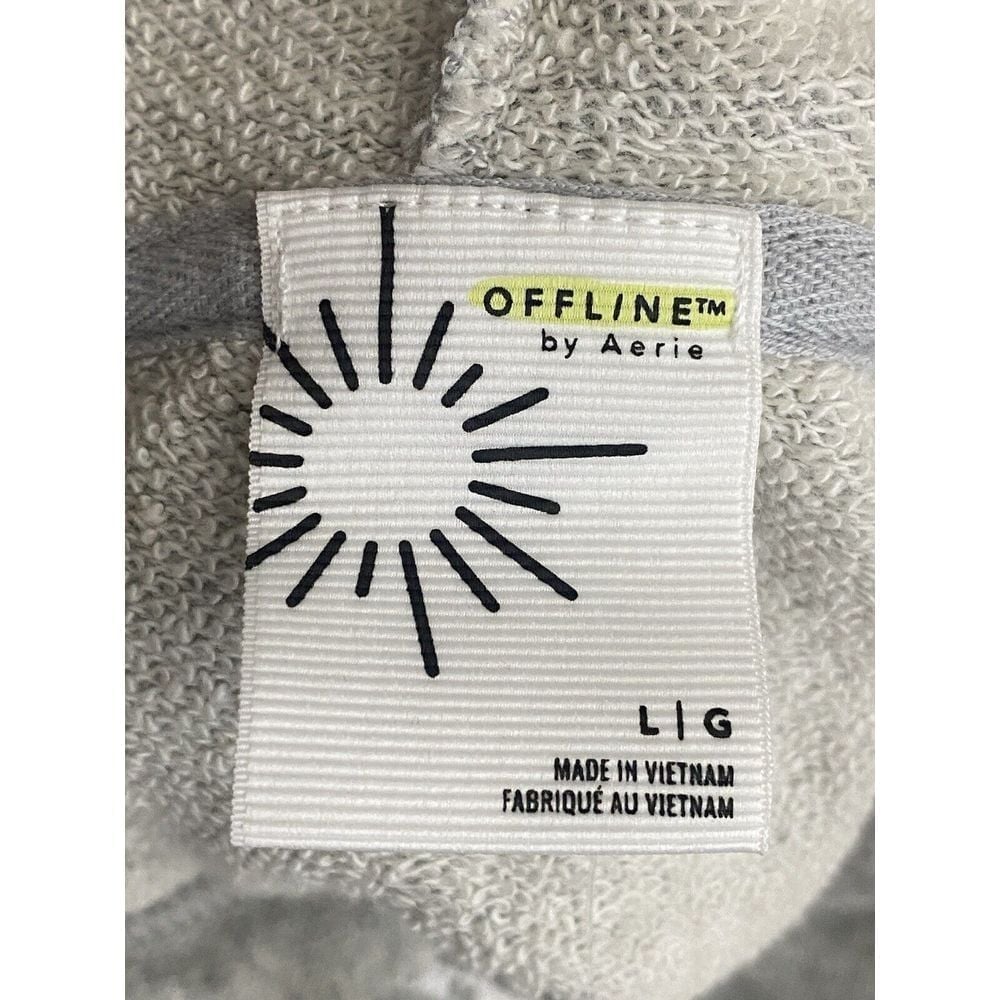 OFFLINE™
by Aerie
L | G
MADE IN VIETNAM
FABRIQUÉ AU VIETNAM